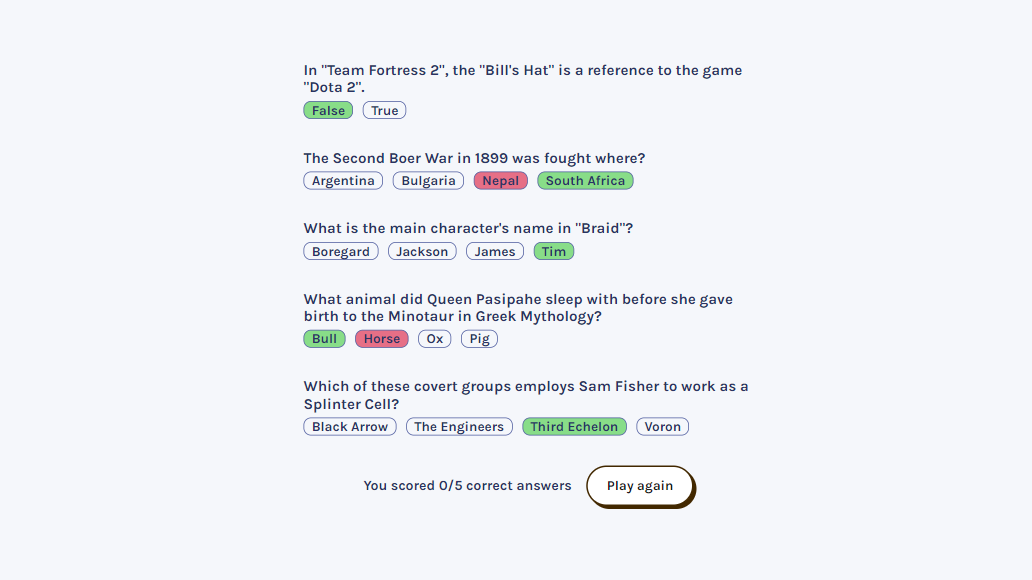 In "Team Fortress 2", the "Bill's Hat" is a reference to the game
"Dota 2".
False True
The Second Boer War in 1899 was fought where?
Argentina Bulgaria Nepal South Africa
What is the main character's name in "Braid"?
Boregard Jackson James Tim
What animal did Queen Pasipahe sleep with before she gave
birth to the Minotaur in Greek Mythology?
Bull Horse Ox Pig
Which of these covert groups employs Sam Fisher to work as a
Splinter Cell?
Black Arrow The Engineers Third Echelon Voron
You scored 0/5 correct answers Play again